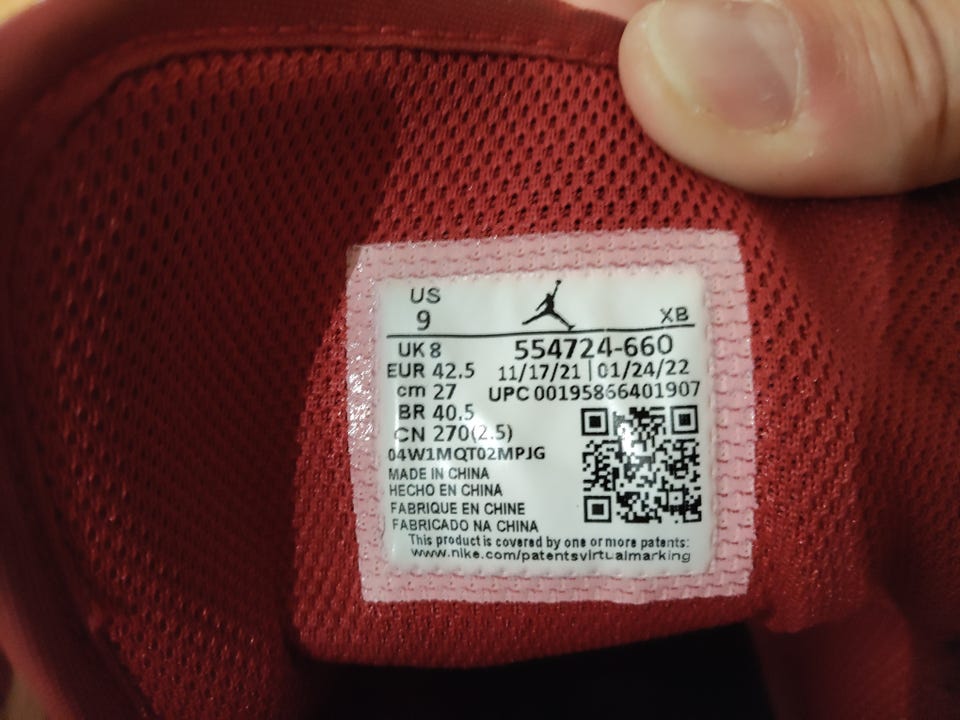 US
9
XB
UK 8
554724-660
EUR 42.5
11/17/21 | 01/24/22
cm 27
UPC 00195866401907
BR 40.5
CN 270(2.5)
04W1MQT02MPJG
MADE IN CHINA
HECHO EN CHINA
FABRIQUE EN CHINE
FABRICADO NA CHINA
This product is covered by one or more patents:
www.nike.com/patentsvirtualmarking